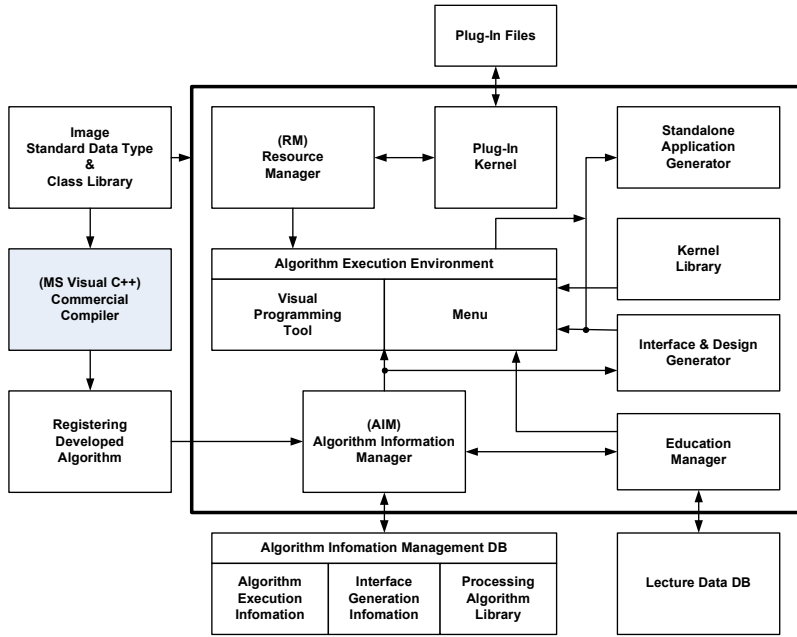 Plug-In Files
Image
Standard Data Type
&
Class Library
(RM)
Resource
Manager
Plug-In
Kernel
Standalone
Application
Generator
(MS Visual C++)
Commercial
Compiler
Algorithm Execution Environment
Visual
Programming
Tool
Menu
Kernel
Library
Interface & Design
Generator
Registering
Developed
Algorithm
(AIM)
Algorithm Information
Manager
Education
Manager
Algorithm Infomation Management DB
Algorithm
Execution
Infomation
Interface
Generation
Infomation
Processing
Algorithm
Library
Lecture Data DB